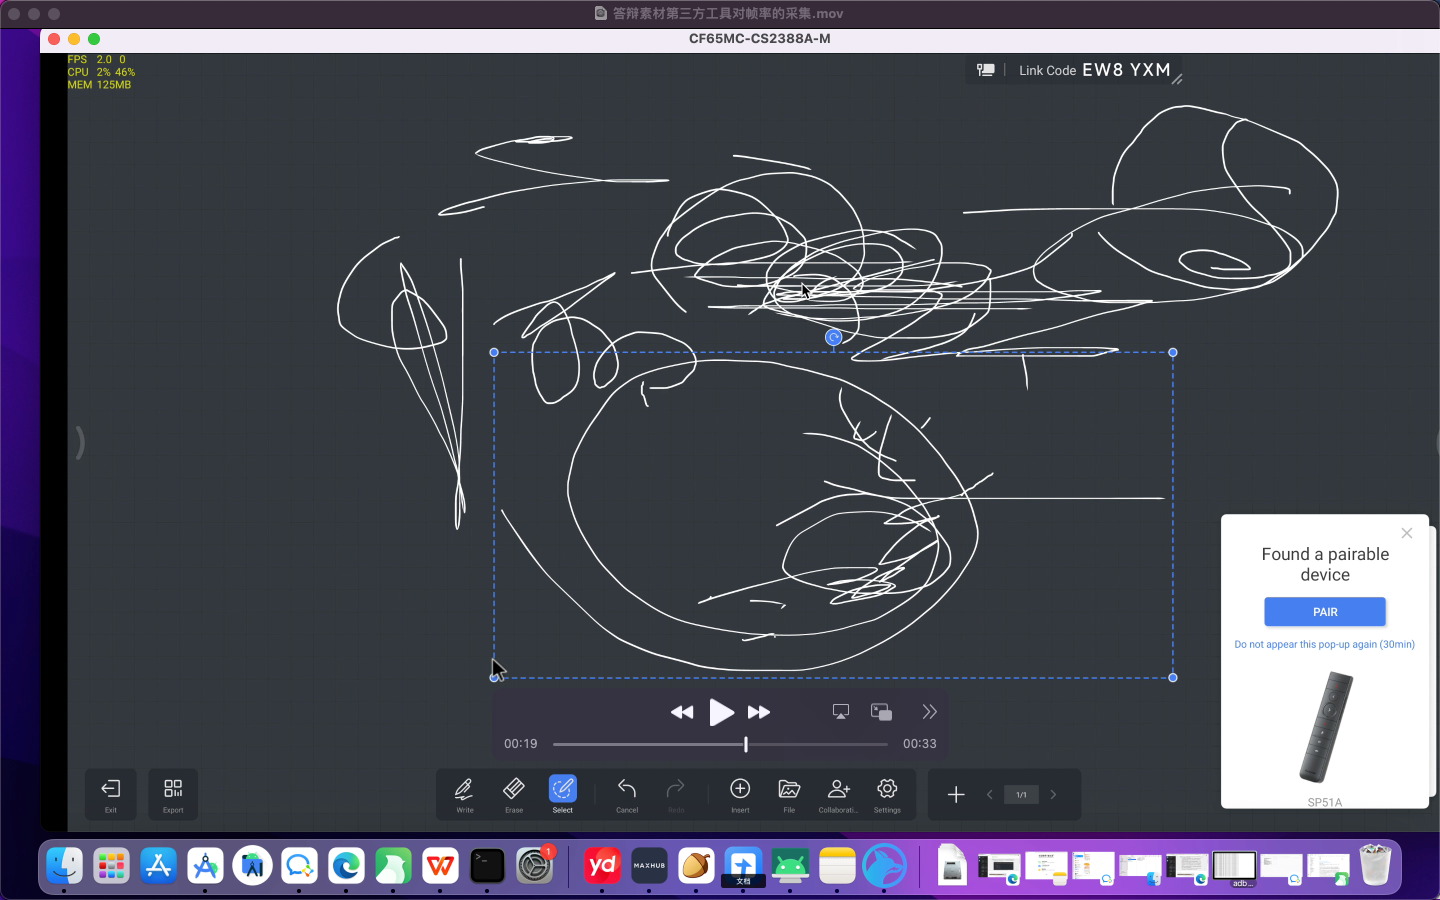 答辩素材第三方工具对帧率的采集.mov
CF65MC-CS2388A-M
FPS 2.0 0
CPU 2% 46%
MEM 125MB
Link Code EW8 YXM
Found a pairable
device
PAIR
Do not appear this pop-up again (30min)
SP51A
00:19
00:33
Exit
Export
Write
Erase
Select
Cancel
Redo
Insert
File
Collaborati...
Settings
1/1
1
yd
MAXHUB
文档
adb...